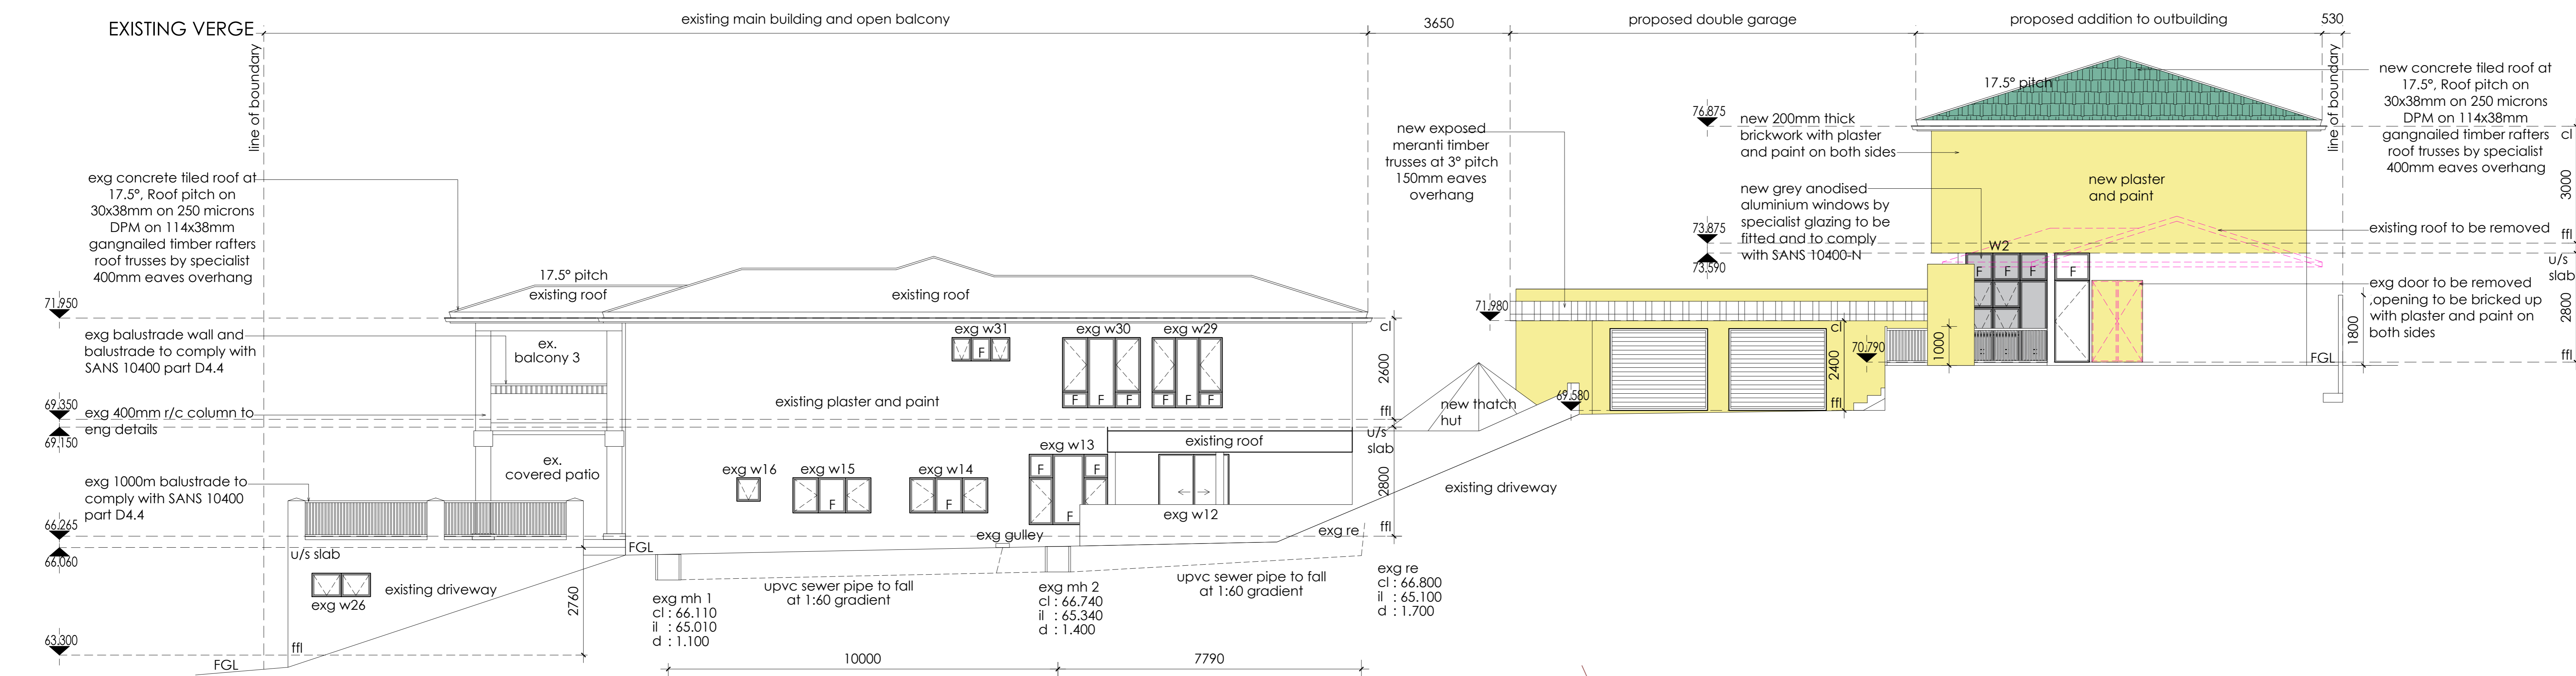 EXISTING VERGE
existing main building and open balcony
3650
proposed double garage
proposed addition to outbuilding
530
line of boundary
line of boundary
exg concrete tiled roof at
17.5°, Roof pitch on
30x38mm on 250 microns
DPM on 114x38mm
gangnailed timber rafters
roof trusses by specialist
400mm eaves overhang
71.950
exg balustrade wall and
balustrade to comply with
SANS 10400 part D4.4
69.350
exg 400mm r/c column to
eng details
69.150
exg 1000m balustrade to
comply with SANS 10400
part D4.4
66.265
66.060
63.300
FGL
ffl
u/s slab
exg w26
existing driveway
2760
FGL
17.5° pitch
existing roof
existing roof
ex.
balcony 3
ex.
covered patio
existing plaster and paint
exg w31
F
exg w30
F
F
F
exg w29
F
F
F
exg w16
exg w15
F
exg w14
F
exg w13
F
F
F
existing roof
exg w12
exg gulley
exg re
upvc sewer pipe to fall
at 1:60 gradient
upvc sewer pipe to fall
at 1:60 gradient
exg mh 1
cl : 66.110
il : 65.010
d : 1.100
exg mh 2
cl : 66.740
il : 65.340
d : 1.400
exg re
cl : 66.800
il : 65.100
d : 1.700
10000
7790
cl
2600
ffl
u/s
slab
2800
ffl
new exposed
meranti timber
trusses at 3° pitch
150mm eaves
overhang
71.980
new thatch
hut
69.580
existing driveway
cl
2400
ffl
70.790
1000
76.875
new 200mm thick
brickwork with plaster
and paint on both sides
new grey anodised
aluminium windows by
specialist glazing to be
fitted and to comply
with SANS 10400-N
73.875
73.590
17.5° pitch
new plaster
and paint
W2
F
F
F
F
FGL
1800
new concrete tiled roof at
17.5°, Roof pitch on
30x38mm on 250 microns
DPM on 114x38mm
gangnailed timber rafters
roof trusses by specialist
400mm eaves overhang
existing roof to be removed
exg door to be removed
,opening to be bricked up
with plaster and paint on
both sides
cl
3000
ffl
u/s
slab
2800
ffl